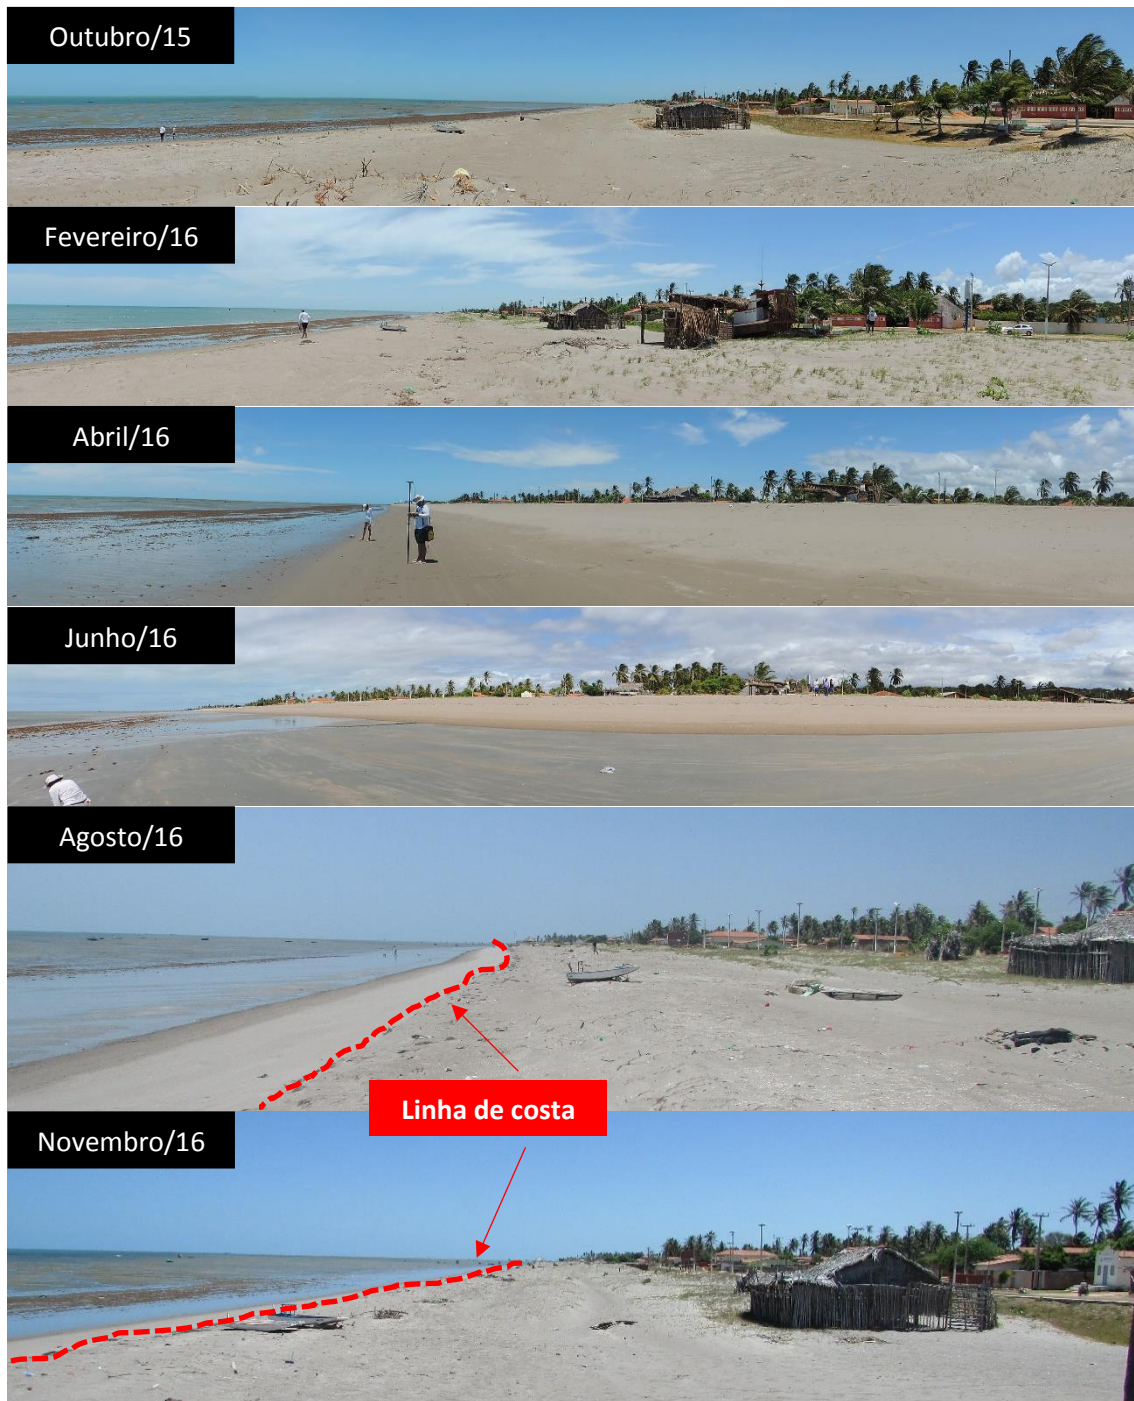 Outubro/15
Fevereiro/16
Abril/16
Junho/16
Agosto/16
Linha de costa
Novembro/16